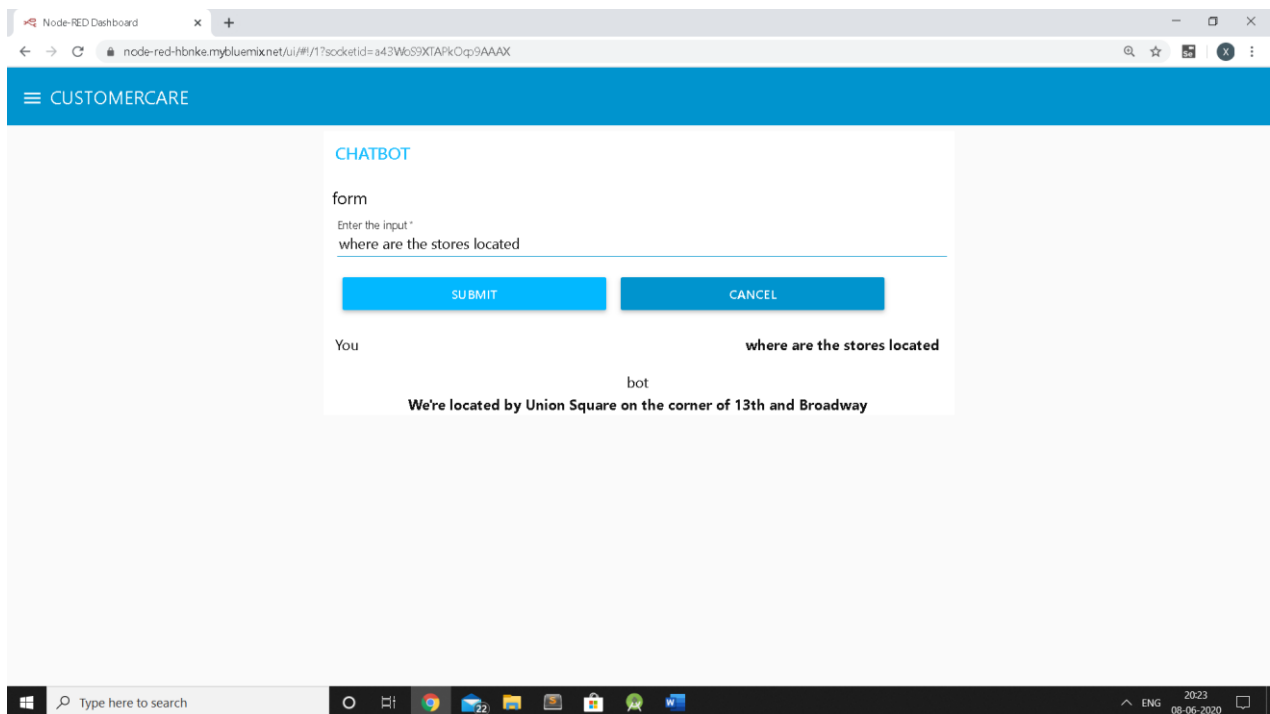 Node-RED Dashboard
node-red-hbnke.mybluemix.net/ui/#!/1?socketid=a43WoS9XTAPkOqp9AAAX
Se
X
CUSTOMERCARE
CHATBOT
form
Enter the input *
where are the stores located
SUBMIT CANCEL
You where are the stores located
bot
We're located by Union Square on the corner of 13th and Broadway
Type here to search
22
S
W
ENG
20:23
08-06-2020